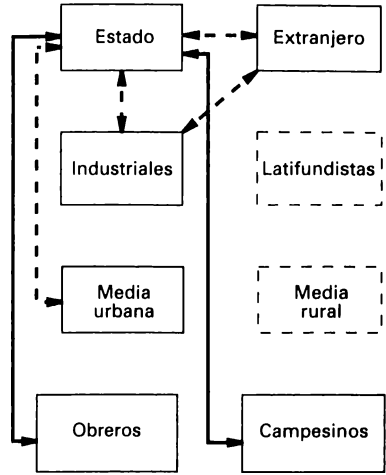 Estado
Extranjero
Industriales
Latifundistas
Media
urbana
Media
rural
Obreros
Campesinos